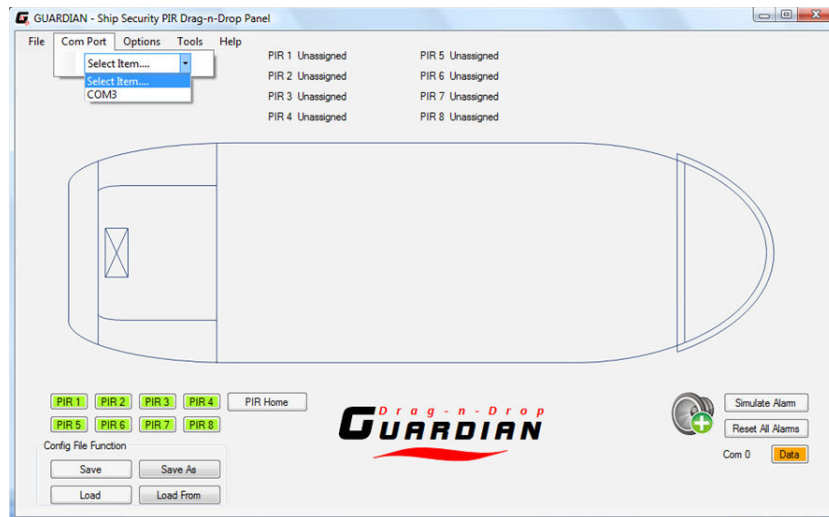 GUARDIAN - Ship Security PIR Drag-n-Drop Panel
File Com Port Options Tools Help
Select Item....
Select Item....
COM3
PIR 1 Unassigned PIR 5 Unassigned
PIR 2 Unassigned PIR 6 Unassigned
PIR 3 Unassigned PIR 7 Unassigned
PIR 4 Unassigned PIR 8 Unassigned
PIR 1 PIR 2 PIR 3 PIR 4 PIR Home
PIR 5 PIR 6 PIR 7 PIR 8
Config File Function
Save Save As
Load Load From
Drag-n-Drop
GUARDIAN
Simulate Alarm
Reset All Alarms
Com 0 Data